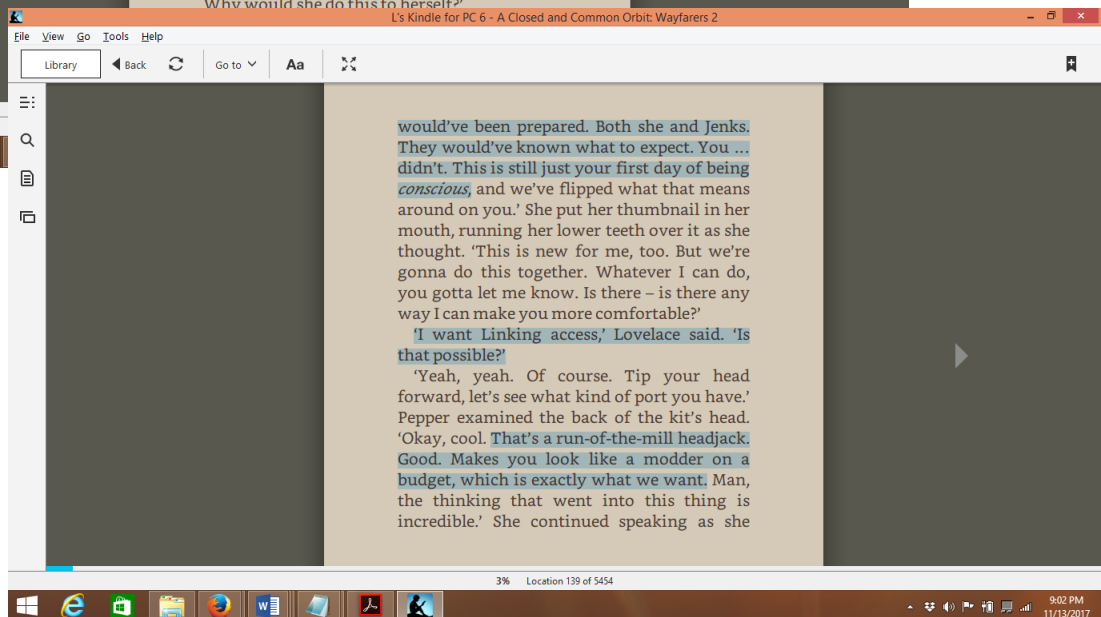 Why would she do this to herself?'
L's Kindle for PC 6 - A Closed and Common Orbit: Wayfarers 2
File View Go Tools Help
Library Back Go to Aa
would've been prepared. Both she and Jenks.
They would've known what to expect. You …
didn't. This is still just your first day of being
conscious, and we've flipped what that means
around on you.' She put her thumbnail in her
mouth, running her lower teeth over it as she
thought. 'This is new for me, too. But we're
gonna do this together. Whatever I can do,
you gotta let me know. Is there – is there any
way I can make you more comfortable?'
'I want Linking access,' Lovelace said. 'Is
that possible?'
'Yeah, yeah. Of course. Tip your head
forward, let's see what kind of port you have.'
Pepper examined the back of the kit's head.
'Okay, cool. That's a run-of-the-mill headjack.
Good. Makes you look like a modder on a
budget, which is exactly what we want. Man,
the thinking that went into this thing is
incredible.' She continued speaking as she
3% Location 139 of 5454
9:02 PM
11/13/2017